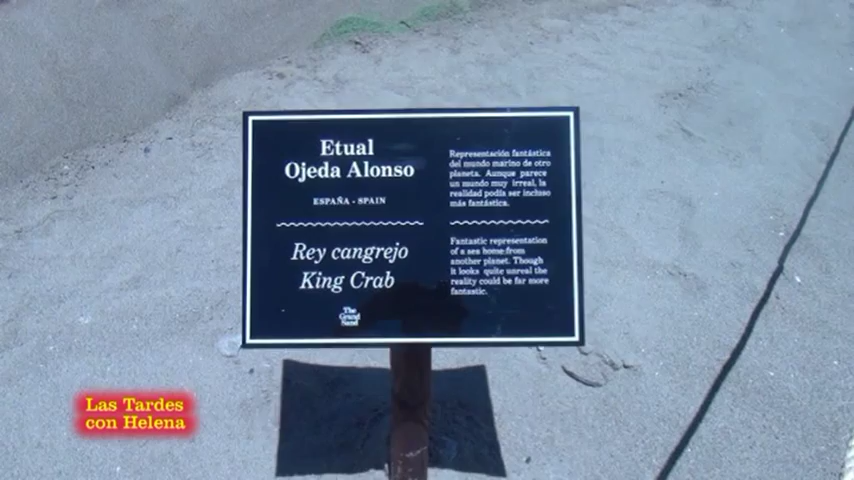 Etual
Ojeda Alonso
ESPAÑA - SPAIN
Rey cangrejo
King Crab
The
Grand
Sand
Representación fantástica
del mundo marino de otro
planeta. Aunque parece
un mundo muy irreal, la
realidad podía ser incluso
más fantástica.
Fantastic representation
of a sea home from
another planet. Though
it looks quite unreal the
reality could be far more
fantastic.
Las Tardes
con Helena